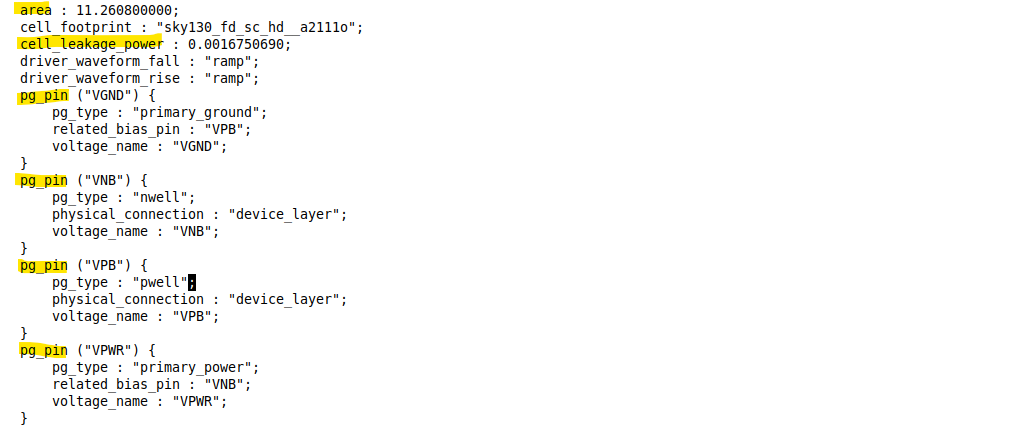 area : 11.260800000;
cell_footprint : "sky130_fd_sc_hd__a2111o";
cell_leakage_power : 0.0016750690;
driver_waveform_fall : "ramp";
driver_waveform_rise : "ramp";
pg_pin ("VGND") {
    pg_type : "primary_ground";
    related_bias_pin : "VPB";
    voltage_name : "VGND";
}
pg_pin ("VNB") {
    pg_type : "nwell";
    physical_connection : "device_layer";
    voltage_name : "VNB";
}
pg_pin ("VPB") {
    pg_type : "pwell";
    physical_connection : "device_layer";
    voltage_name : "VPB";
}
pg_pin ("VPWR") {
    pg_type : "primary_power";
    related_bias_pin : "VNB";
    voltage_name : "VPWR";
}